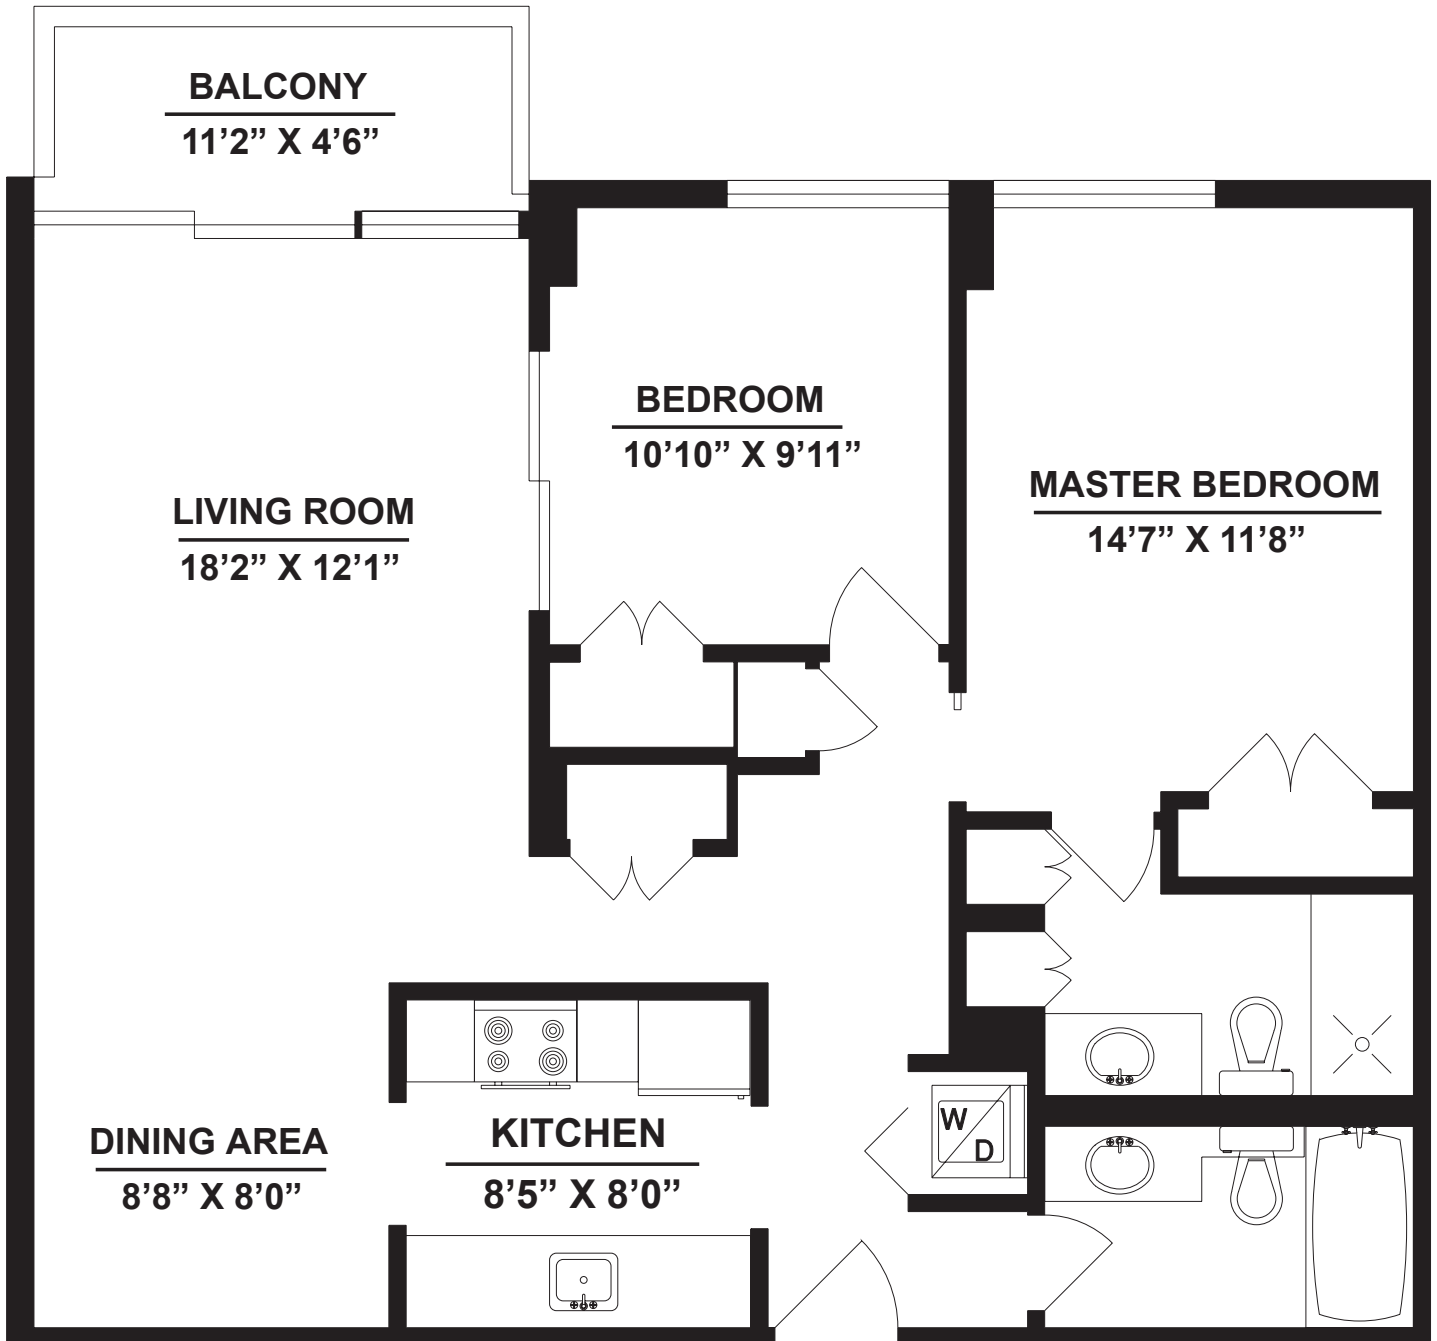 BALCONY
11’2” X 4’6”
BEDROOM
10’10” X 9’11”
MASTER BEDROOM
14’7” X 11’8”
LIVING ROOM
18’2” X 12’1”
DINING AREA
8’8” X 8’0”
KITCHEN
8’5” X 8’0”
W
D